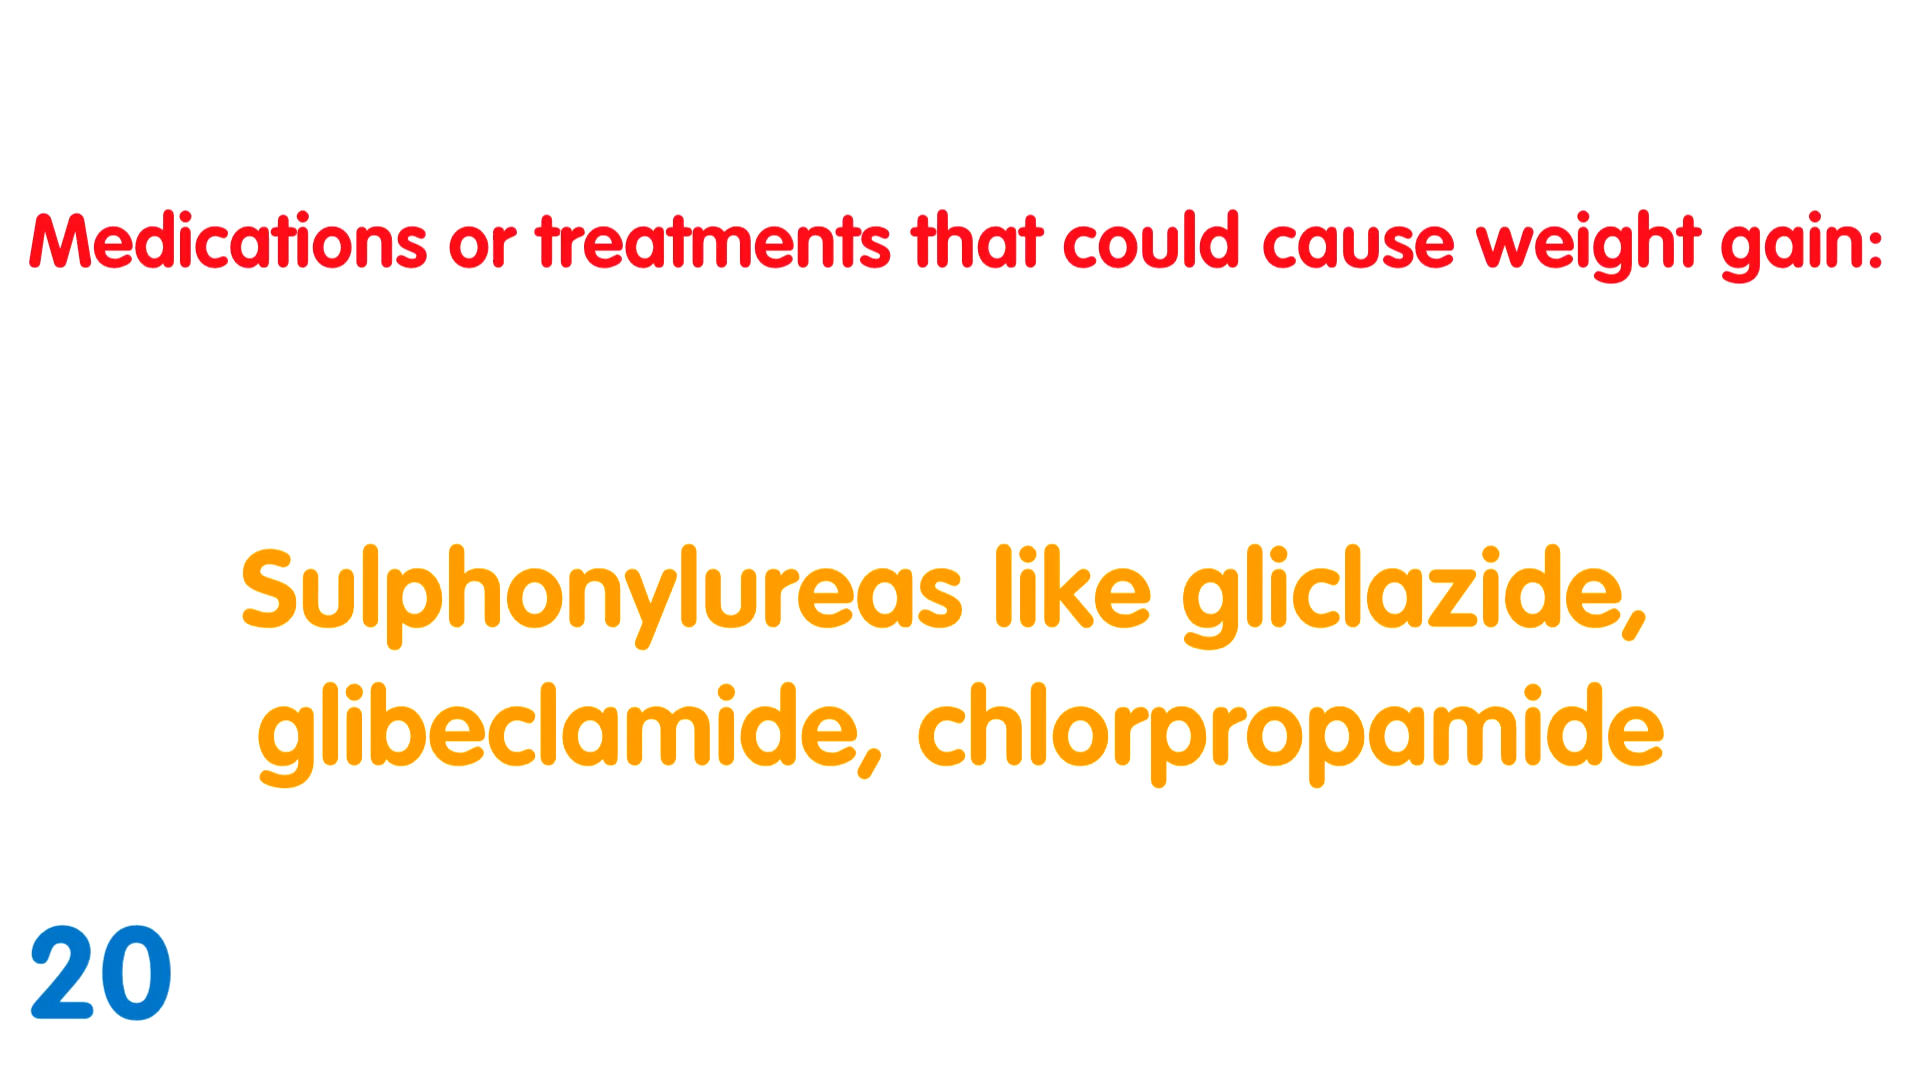 Medications or treatments that could cause weight gain:
Sulphonylureas like gliclazide,
glibeclamide, chlorpropamide
20